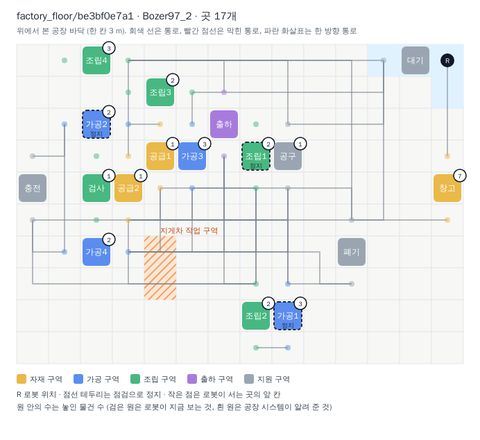 factory_floor/be3bf0e7a1 · Bozer97_2 · 곳 17개
위에서 본 공장 바닥 (한 칸 3 m). 회색 선은 통로, 빨간 점선은 막힌 통로, 파란 화살표는 한 방향 통로
조립4 3
대기
R
조립3 2
가공2 2
정지
출하
공급1 1
가공3 3
조립1 2
정지
공구 1
충전
검사 1
공급2 1
창고 7
지게차 작업 구역
가공4 2
폐기
조립2 2
가공1 3
정지
자재 구역
가공 구역
조립 구역
출하 구역
지원 구역
R 로봇 위치 · 점선 테두리는 점검으로 정지 · 작은 점은 로봇이 서는 곳의 앞 칸
원 안의 수는 놓인 물건 수 (검은 원은 로봇이 지금 보는 것, 흰 원은 공장 시스템이 알려 준 것)